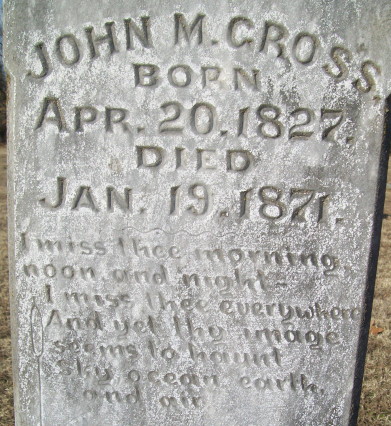 JOHN M. CROSS.
BORN
APR. 20. 1827.
DIED
JAN. 19. 1871.
I miss thee morning,
noon, and night–
I miss thee everywhere
And yet thy image
seems to haunt
Sky, ocean, earth,
and air